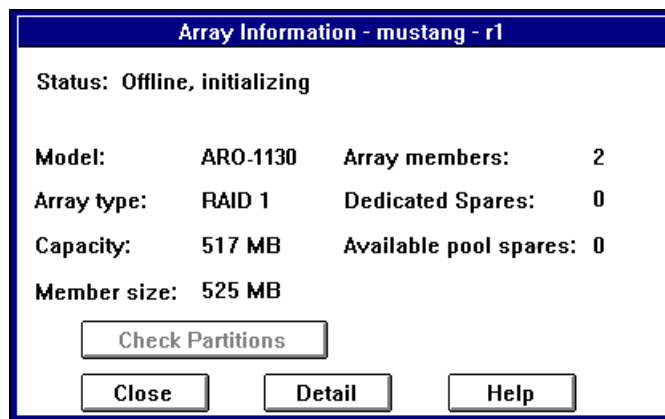 Array Information - mustang - r1
Status: Offline, initializing
Model: ARO-1130 Array members: 2
Array type: RAID 1 Dedicated Spares: 0
Capacity: 517 MB Available pool spares: 0
Member size: 525 MB
Check Partitions
Close Detail Help